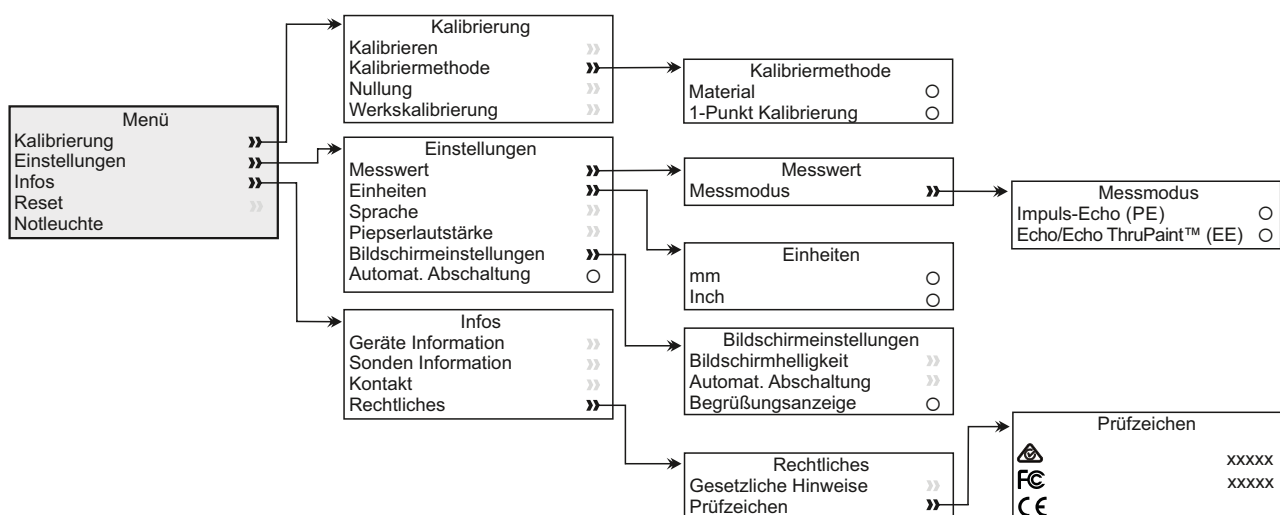 Menü
Kalibrierung
Einstellungen
Infos
Reset
Notleuchte
Kalibrierung
Kalibrieren
Kalibriermethode
Nullung
Werkskalibrierung
Einstellungen
Messwert
Einheiten
Sprache
Piepserlautstärke
Bildschirmeinstellungen
Automat. Abschaltung
Infos
Geräte Information
Sonden Information
Kontakt
Rechtliches
Kalibriermethode
Material
1-Punkt Kalibrierung
Messwert
Messmodus
Einheiten
mm
Inch
Bildschirmeinstellungen
Bildschirmhelligkeit
Automat. Abschaltung
Begrüßungsanzeige
Rechtliches
Gesetzliche Hinweise
Prüfzeichen
Messmodus
Impuls-Echo (PE)
Echo/Echo ThruPaint™ (EE)
Prüfzeichen
xxxxx
FC xxxxx
CE